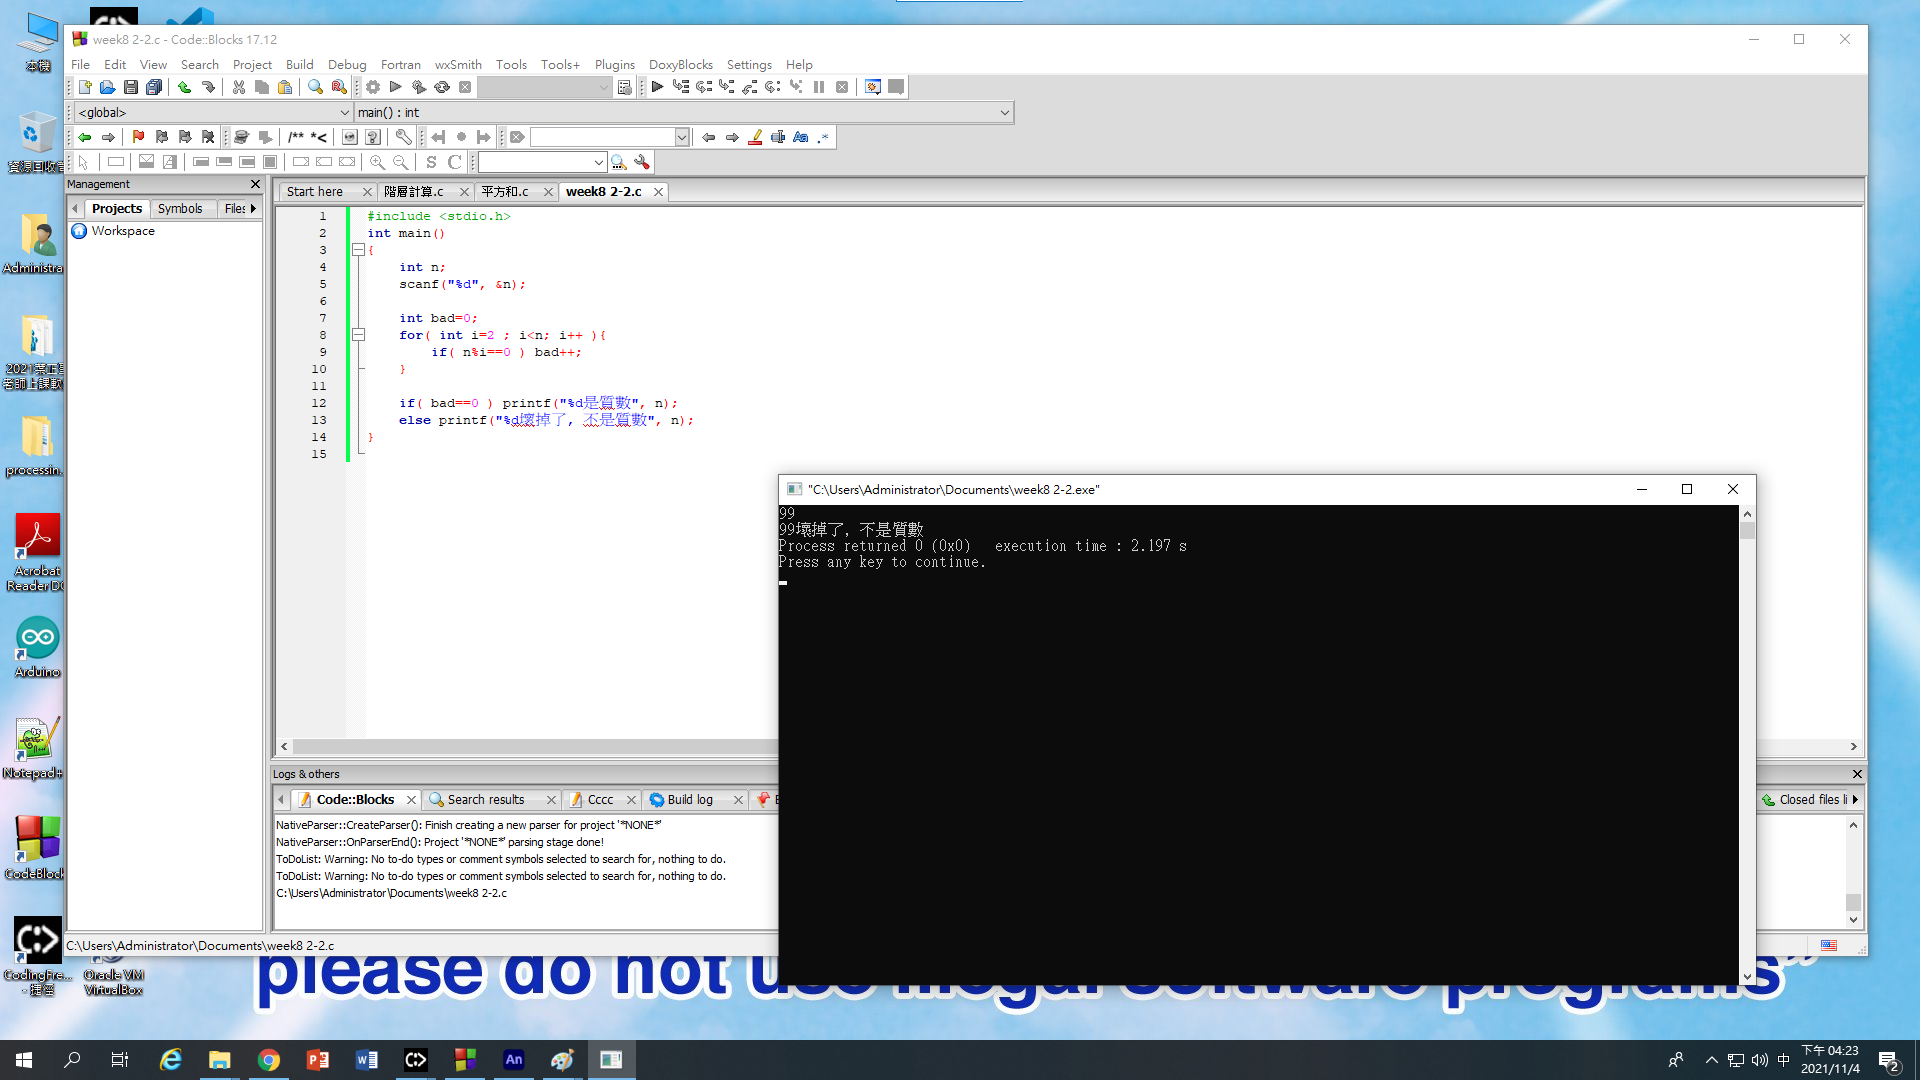 本機
資源回收
Administra
2021葉正聖
老師上課軟
processin.
Acrobat
Reader DC
Arduino
Notepad+
CodeBlock
CodingFre...
- 捷徑
Oracle VM
VirtualBox
week8 2-2.c - Code::Blocks 17.12
File Edit View Search Project Build Debug Fortran wxSmith Tools Tools+ Plugins DoxyBlocks Settings Help
<global> main() : int
/** *<
S C
Management
Projects Symbols Files
Workspace
Start here 階層計算.c 平方和.c week8 2-2.c
1 #include <stdio.h>
2 int main()
3 {
4 int n;
5 scanf("%d", &n);
6
7 int bad=0;
8 for( int i=2 ; i<n; i++ ){
9 if( n%i==0 ) bad++;
10 }
11
12 if( bad==0 ) printf("%d是質數", n);
13 else printf("%d壞掉了, 不是質數", n);
14 }
15
"C:\Users\Administrator\Documents\week8 2-2.exe"
99
99壞掉了, 不是質數
Process returned 0 (0x0)   execution time : 2.197 s
Press any key to continue.
Logs & others
Code::Blocks Search results Cccc Build log Closed files li
NativeParser::CreateParser(): Finish creating a new parser for project '*NONE*'
NativeParser::OnParserEnd(): Project '*NONE*' parsing stage done!
ToDoList: Warning: No to-do types or comment symbols selected to search for, nothing to do.
ToDoList: Warning: No to-do types or comment symbols selected to search for, nothing to do.
C:\Users\Administrator\Documents\week8 2-2.c
C:\Users\Administrator\Documents\week8 2-2.c
please do not use illegal software programs"
中
下午 04:23
2021/11/4
2